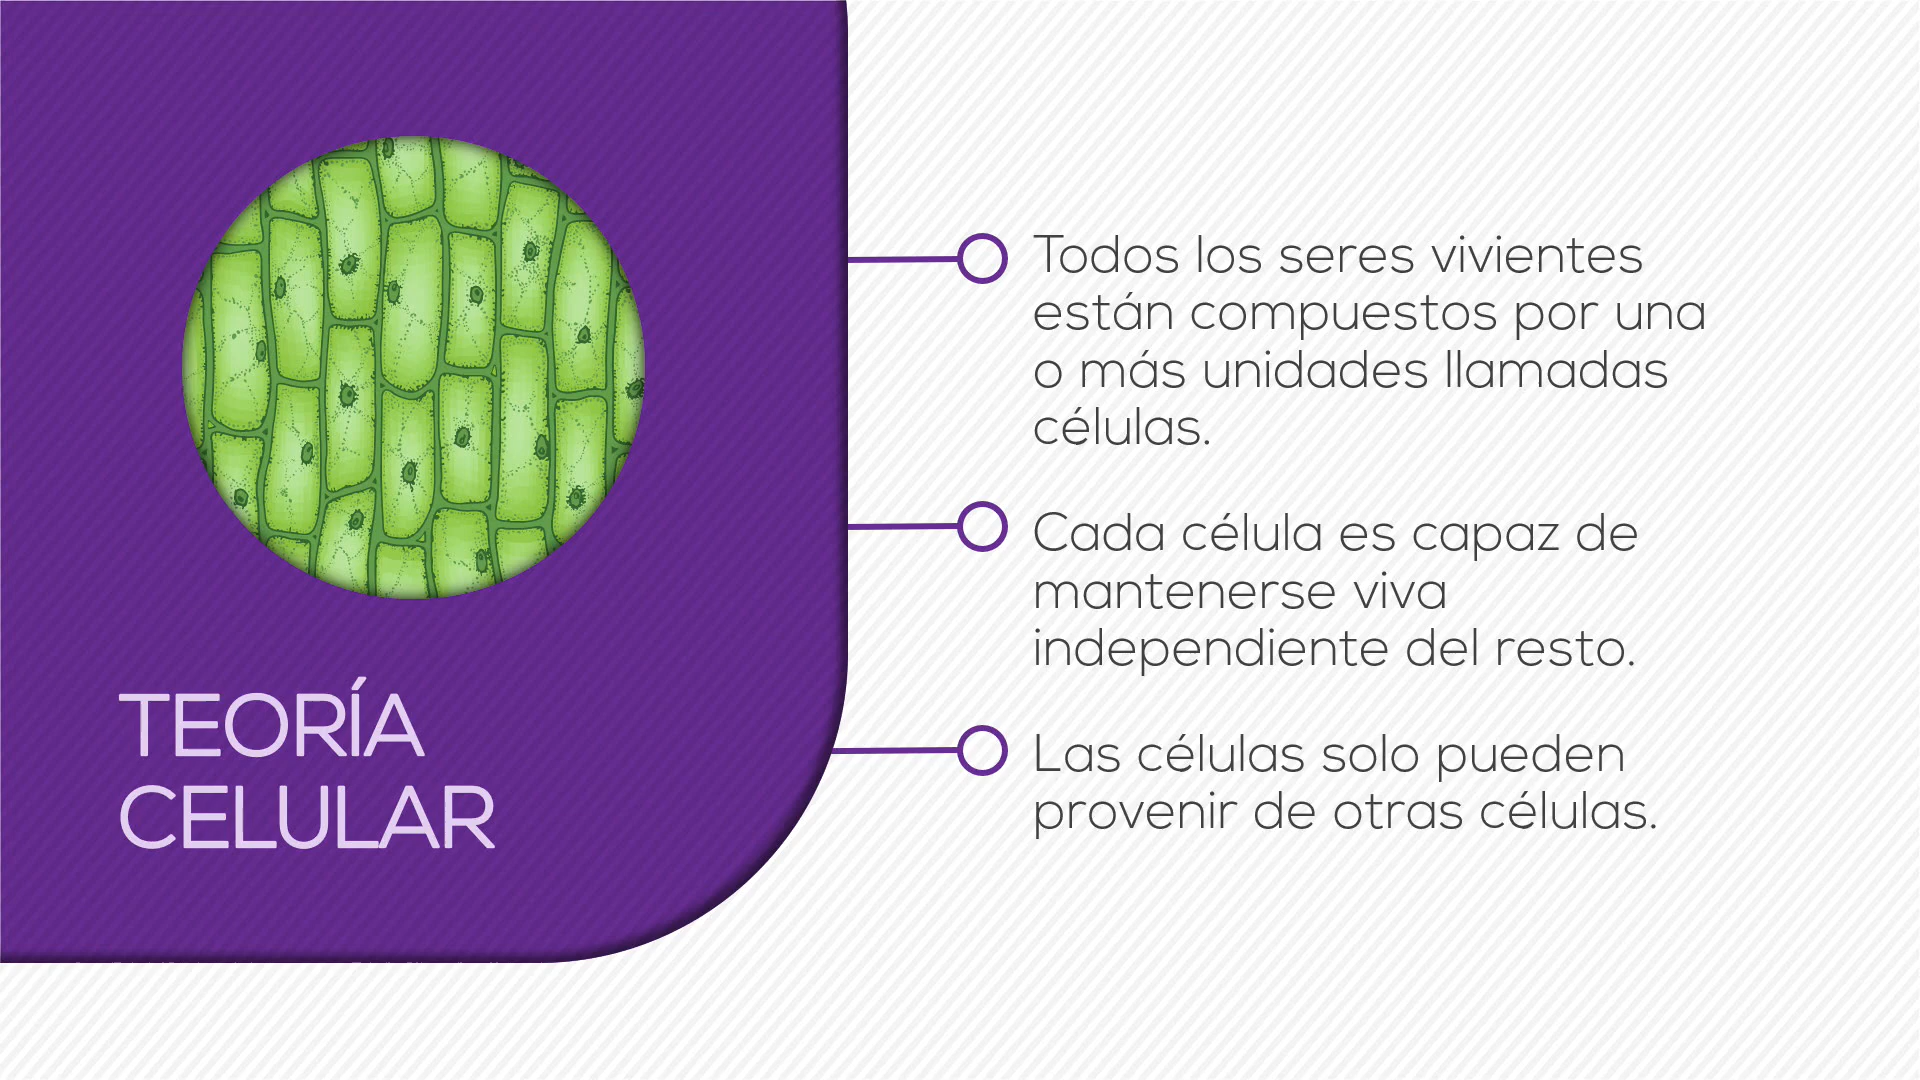 TEORÍA
CELULAR
Todos los seres vivientes
están compuestos por una
o más unidades llamadas
células.
Cada célula es capaz de
mantenerse viva
independiente del resto.
Las células solo pueden
provenir de otras células.